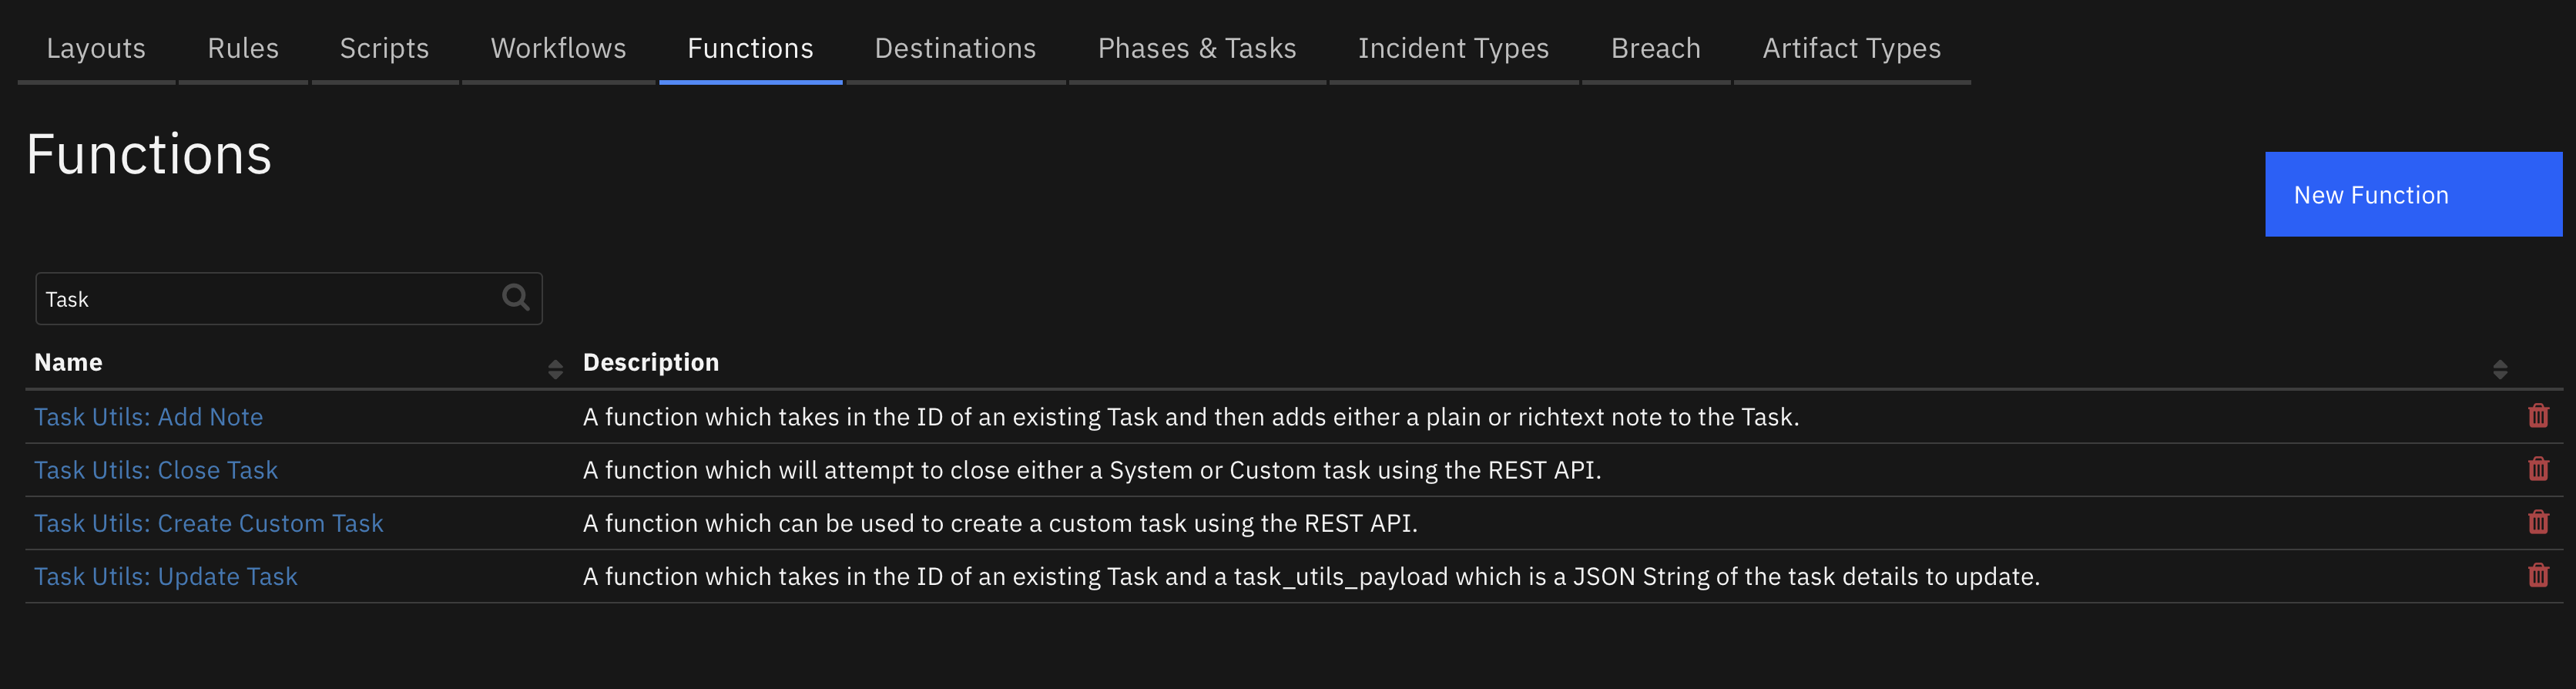 Layouts Rules Scripts Workflows Functions Destinations Phases & Tasks Incident Types Breach Artifact Types
Functions
New Function
Task
Name Description
Task Utils: Add Note A function which takes in the ID of an existing Task and then adds either a plain or richtext note to the Task.
Task Utils: Close Task A function which will attempt to close either a System or Custom task using the REST API.
Task Utils: Create Custom Task A function which can be used to create a custom task using the REST API.
Task Utils: Update Task A function which takes in the ID of an existing Task and a task_utils_payload which is a JSON String of the task details to update.